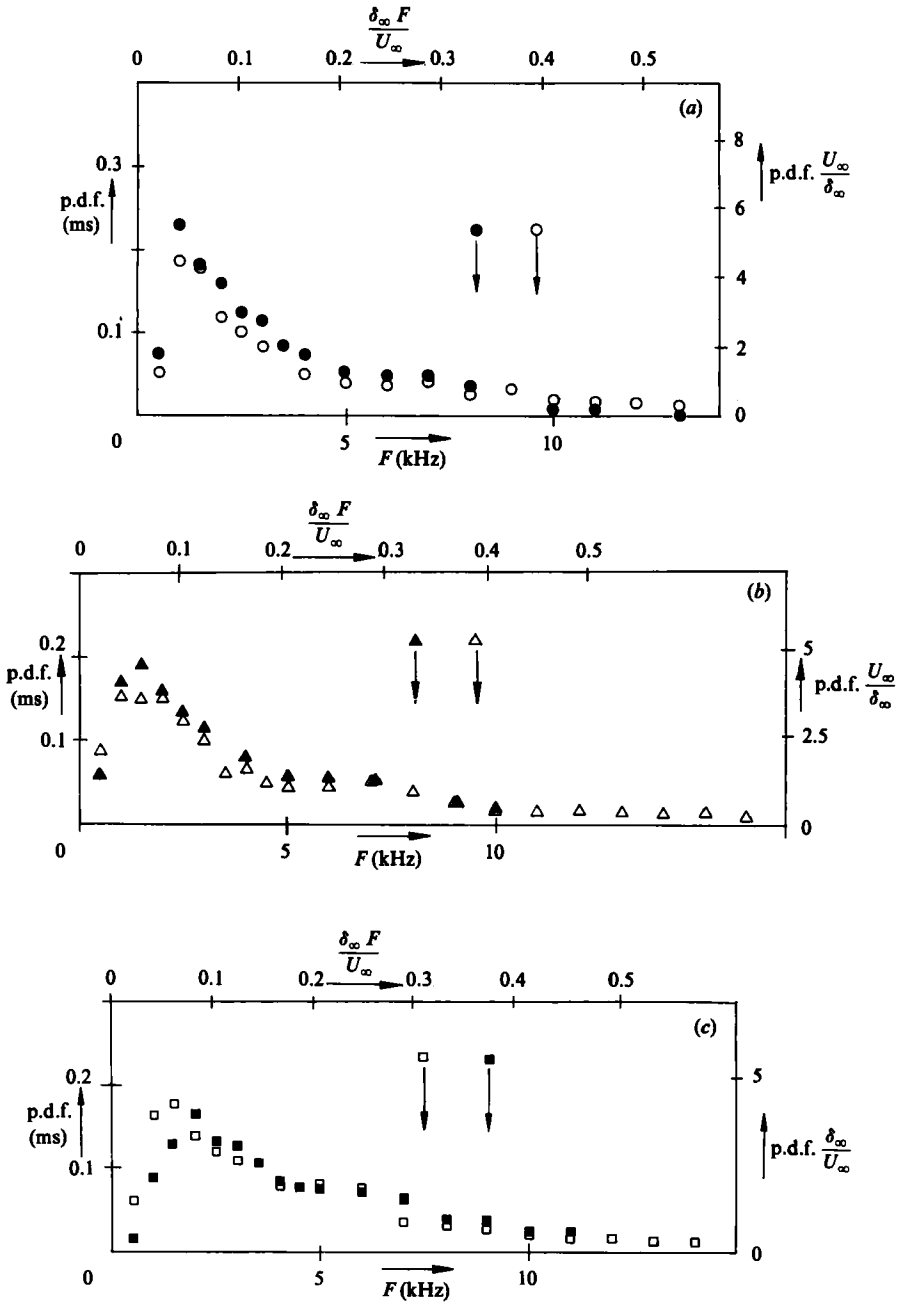 δ∞ F
U∞
0 0.1 0.2 0.3 0.4 0.5
(a)
0.3
p.d.f.
(ms)
0.1
0
8
p.d.f. U∞
δ∞
6
4
2
0
5 10
F (kHz)
δ∞ F
U∞
0 0.1 0.2 0.3 0.4 0.5
(b)
0.2
p.d.f.
(ms)
0.1
0
5
p.d.f. U∞
δ∞
2.5
0
5 10
F (kHz)
δ∞ F
U∞
0 0.1 0.2 0.3 0.4 0.5
(c)
0.2
p.d.f.
(ms)
0.1
0
5
p.d.f. δ∞
U∞
0
5 10
F (kHz)